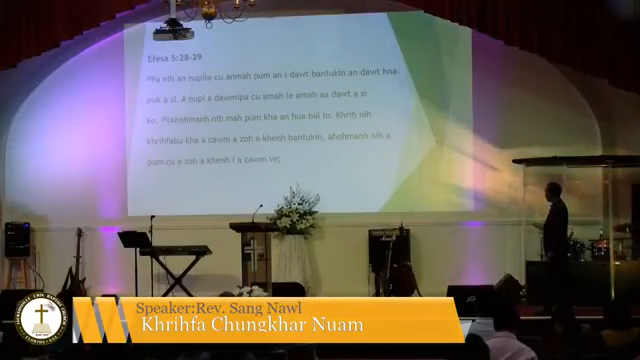 Efesa 5:28-29
²⁸Pa nih an nupile cu anmah pum an i dawt bantukin an dawt hna
awk a si. A nupi a dawmipa cu amah le amah aa dawt a si
ko. ²⁹(Ahohmanh nih mah pum kha an hua bal lo. Khrih nih
khrihfabu kha a cawm a zoh a khenh bantukin, ahohmanh nih a
pum cu a zoh a khenh i a cawm ve;
Speaker:Rev. Sang Nawl
Khrihfa Chungkhar Nuam